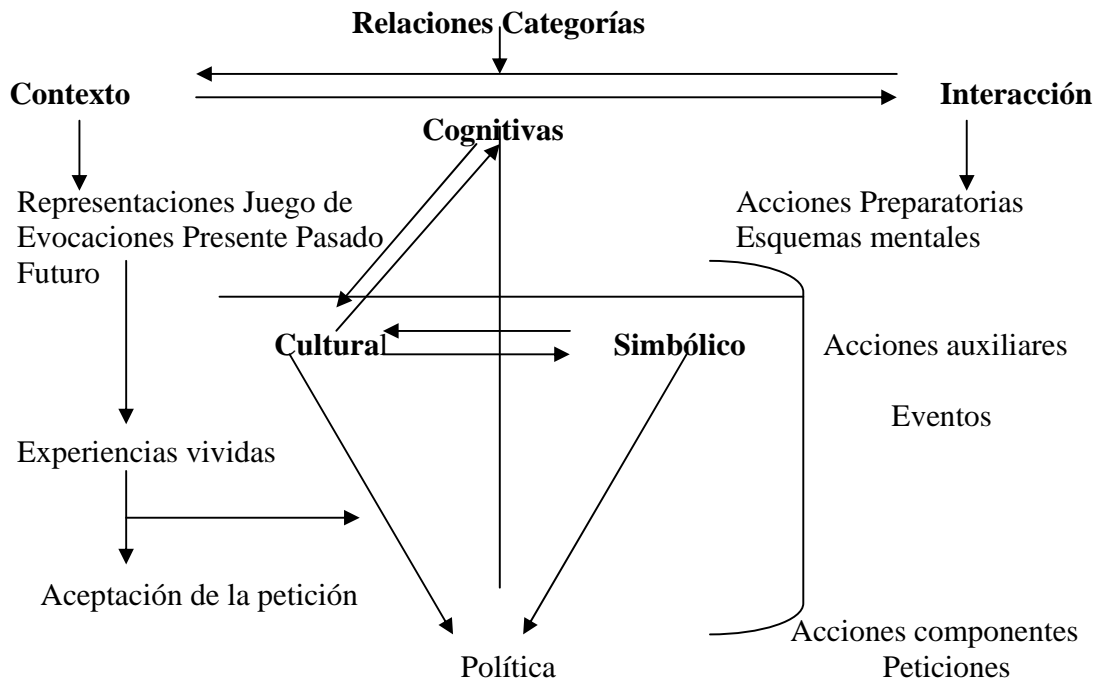 Relaciones Categorías
Contexto
Interacción
Cognitivas
Representaciones Juego de
Evocaciones Presente Pasado
Futuro
Acciones Preparatorias
Esquemas mentales
Cultural
Simbólico
Acciones auxiliares
Eventos
Experiencias vividas
Aceptación de la petición
Acciones componentes
Peticiones
Política